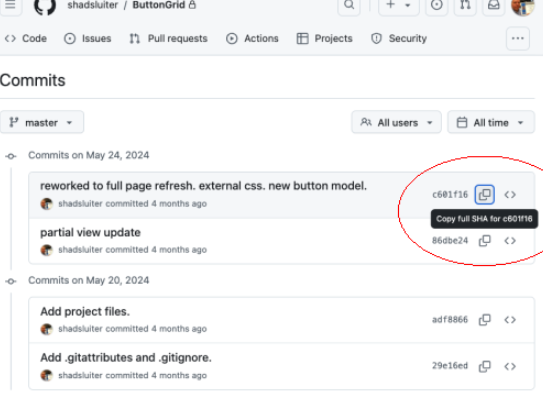 shadsluiter / ButtonGrid
Code Issues Pull requests Actions Projects Security
Commits
master All users All time
Commits on May 24, 2024
reworked to full page refresh. external css. new button model.
shadsluiter committed 4 months ago
c601f16
Copy full SHA for c601f16
partial view update
shadsluiter committed 4 months ago
86dbe24
Commits on May 20, 2024
Add project files.
shadsluiter committed 4 months ago
adf8866
Add .gitattributes and .gitignore.
shadsluiter committed 4 months ago
29e16ed